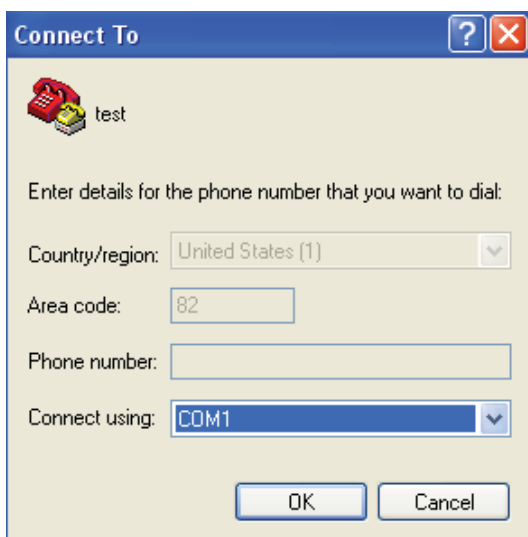 Connect To
test
Enter details for the phone number that you want to dial:
Country/region: United States (1)
Area code: 82
Phone number:
Connect using: COM1
OK Cancel